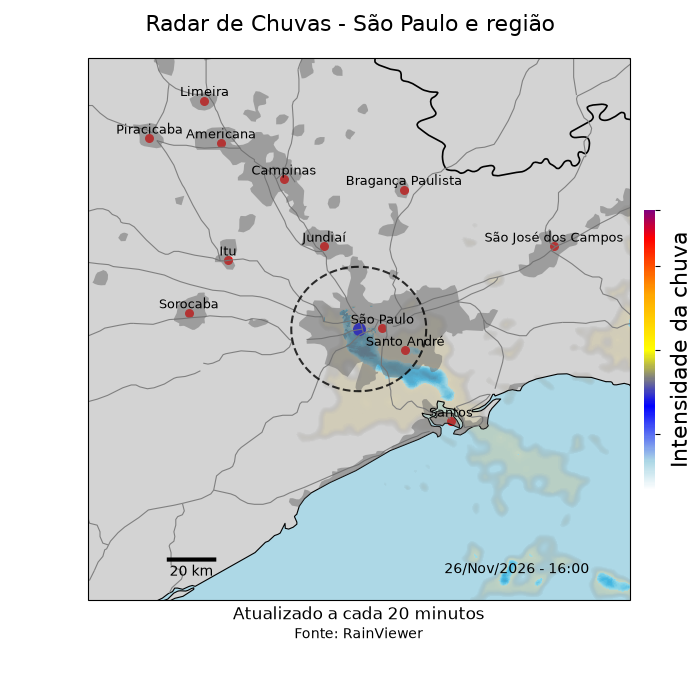 Radar de Chuvas - São Paulo e região
Limeira
Piracicaba
Americana
Campinas
Bragança Paulista
Jundiaí
São José dos Campos
Itu
Sorocaba
São Paulo
Santo André
Santos
Intensidade da chuva
26/Nov/2026 - 16:00
20 km
Atualizado a cada 20 minutos
Fonte: RainViewer